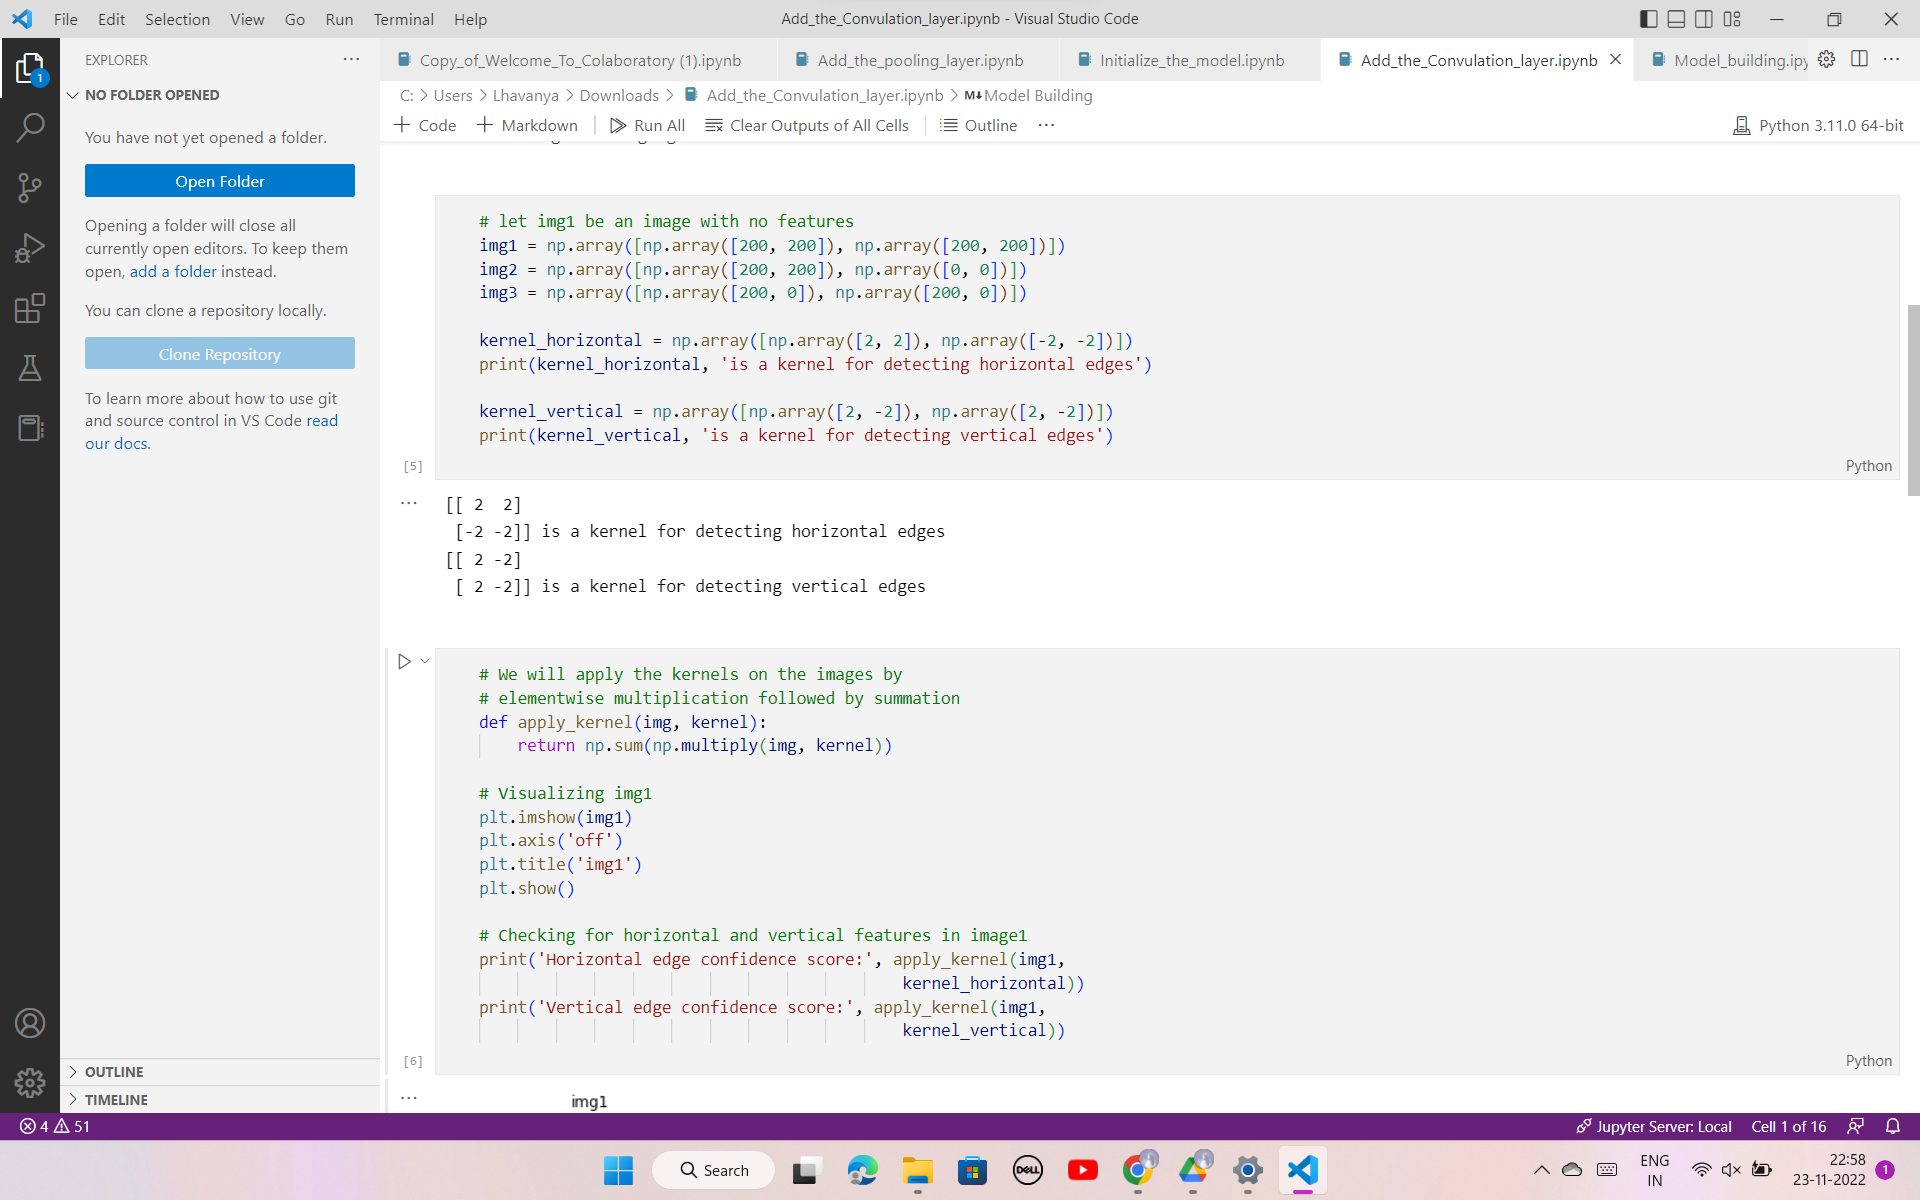 File Edit Selection View Go Run Terminal Help
Add_the_Convulation_layer.ipynb - Visual Studio Code
EXPLORER
NO FOLDER OPENED
You have not yet opened a folder.
Open Folder
Opening a folder will close all
currently open editors. To keep them
open, add a folder instead.
You can clone a repository locally.
Clone Repository
To learn more about how to use git
and source control in VS Code read
our docs.
OUTLINE
TIMELINE
Copy_of_Welcome_To_Colaboratory (1).ipynb
Add_the_pooling_layer.ipynb
Initialize_the_model.ipynb
Add_the_Convulation_layer.ipynb
Model_building.ipy
C: > Users > Lhavanya > Downloads > Add_the_Convulation_layer.ipynb > M↓Model Building
+ Code + Markdown Run All Clear Outputs of All Cells Outline ...
Python 3.11.0 64-bit
# let img1 be an image with no features
img1 = np.array([np.array([200, 200]), np.array([200, 200])])
img2 = np.array([np.array([200, 200]), np.array([0, 0])])
img3 = np.array([np.array([200, 0]), np.array([200, 0])])
kernel_horizontal = np.array([np.array([2, 2]), np.array([-2, -2])])
print(kernel_horizontal, 'is a kernel for detecting horizontal edges')
kernel_vertical = np.array([np.array([2, -2]), np.array([2, -2])])
print(kernel_vertical, 'is a kernel for detecting vertical edges')
[5]
Python
[[ 2  2]
 [-2 -2]] is a kernel for detecting horizontal edges
[[ 2 -2]
 [ 2 -2]] is a kernel for detecting vertical edges
# We will apply the kernels on the images by
# elementwise multiplication followed by summation
def apply_kernel(img, kernel):
    return np.sum(np.multiply(img, kernel))
# Visualizing img1
plt.imshow(img1)
plt.axis('off')
plt.title('img1')
plt.show()
# Checking for horizontal and vertical features in image1
print('Horizontal edge confidence score:', apply_kernel(img1,
                                            kernel_horizontal))
print('Vertical edge confidence score:', apply_kernel(img1,
                                            kernel_vertical))
[6]
Python
img1
4 51
Jupyter Server: Local
Cell 1 of 16
Search
DELL
ENG
IN
22:58
23-11-2022
1
1